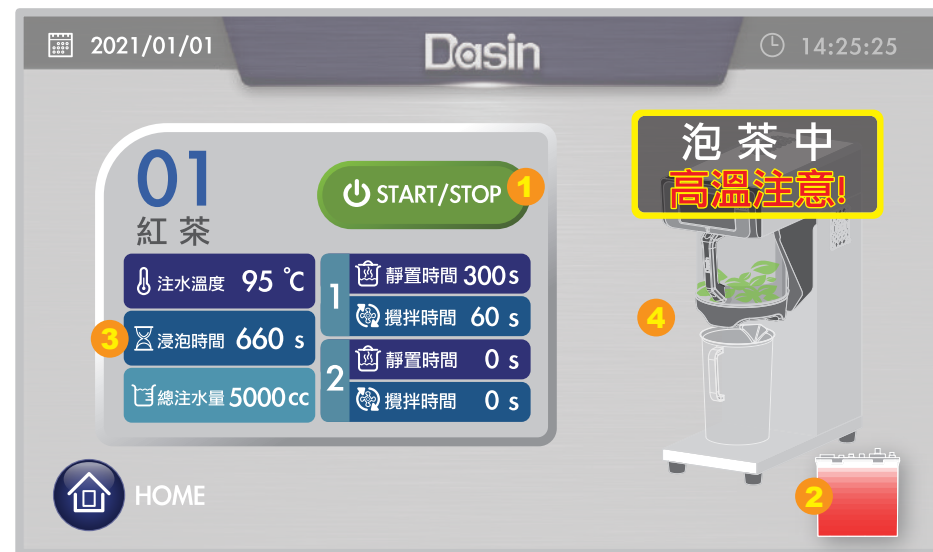 2021/01/01
Dasin
14:25:25
01
紅茶
START/STOP
1
泡茶中
高溫注意!
注水溫度 95 ℃
3
浸泡時間 660 s
總注水量 5000 cc
1
靜置時間 300 s
攪拌時間 60 s
2
靜置時間 0 s
攪拌時間 0 s
4
HOME
2